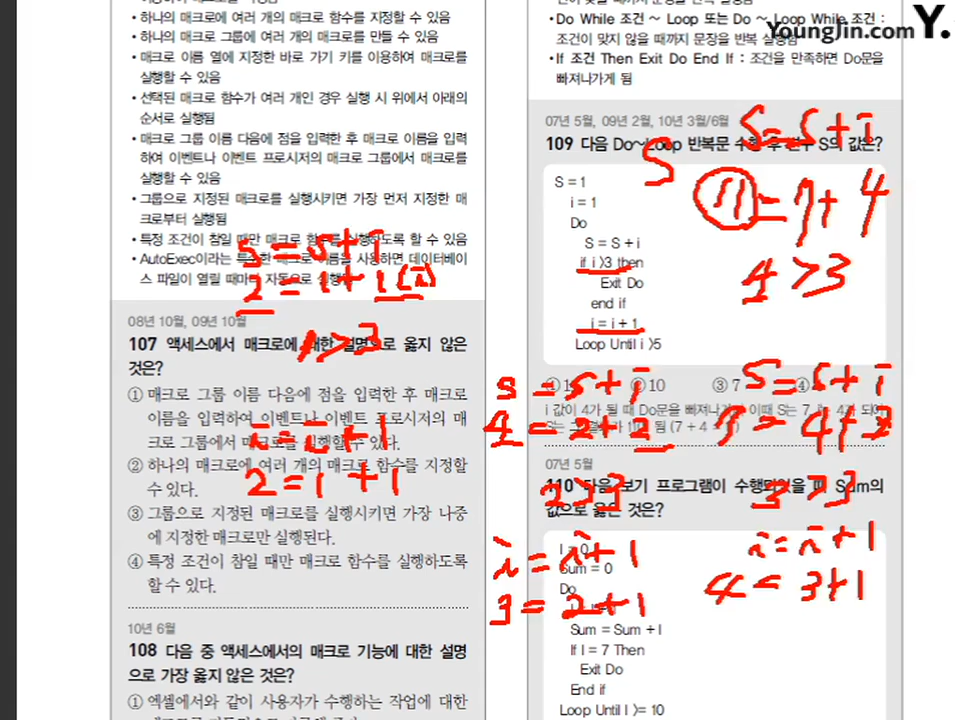 • 하나의 매크로에 여러 개의 매크로 함수를 지정할 수 있음
• 하나의 매크로 그룹에 여러 개의 매크로를 만들 수 있음
• 매크로 이름 열에 지정한 바로 가기 키를 이용하여 매크로를
실행할 수 있음
• 선택된 매크로 함수가 여러 개인 경우 실행 시 위에서 아래의
순서로 실행됨
• 매크로 그룹 이름 다음에 점을 입력한 후 매크로 이름을 입력
하여 이벤트나 이벤트 프로시저의 매크로 그룹에서 매크로를
실행할 수 있음
• 그룹으로 지정된 매크로를 실행시키면 가장 먼저 지정한 매
크로부터 실행됨
• 특정 조건이 참일 때만 매크로 함수를 실행하도록 할 수 있음
• AutoExec이라는 특수한 매크로 이름을 사용하면 데이터베이
스 파일이 열릴 때마다 자동으로 실행
s = s + i
2 = 1 + 1(i)
1 > 3
08년 10월, 09년 10월
107 액세스에서 매크로에 대한 설명으로 옳지 않은
것은?
① 매크로 그룹 이름 다음에 점을 입력한 후 매크로
이름을 입력하여 이벤트나 이벤트 프로시저의 매
크로 그룹에서 매크로를 실행할 수 있다.
i = i + 1
② 하나의 매크로에 여러 개의 매크로 함수를 지정할
수 있다.
2 = 1 + 1
③ 그룹으로 지정된 매크로를 실행시키면 가장 나중
에 지정한 매크로만 실행된다.
④ 특정 조건이 참일 때만 매크로 함수를 실행하도록
할 수 있다.
10년 6월
108 다음 중 액세스에서의 매크로 기능에 대한 설명
으로 가장 옳지 않은 것은?
① 엑셀에서와 같이 사용자가 수행하는 작업에 대한
YoungJin.com Y.
• Do While 조건 ~ Loop 또는 Do ~ Loop While 조건 :
조건이 맞지 않을 때까지 문장을 반복 실행함
• If 조건 Then Exit Do End If : 조건을 만족하면 Do문을
빠져나가게 됨
07년 5월, 09년 2월, 10년 3월/6월
S = S + i
109 다음 Do~Loop 반복문 수행 후 변수 S의 값은?
S
11 = 7 + 4
4 > 3
S = 1
i = 1
Do
S = S + i
if i >3 then
Exit Do
end if
i = i + 1
Loop Until i >5
② 10
③ 7
s = s + i
4 = 2 + 2
2 > 3
i = i + 1
3 = 2 + 1
S = S + i
7 = 4 + 3
3 > 3
i = i + 1
4 = 3 + 1
i 값이 4가 될 때 Do문을 빠져나가 이때 S는 7
07년 5월
110 다음 보기 프로그램이 수행되었을 때 Sum의
값으로 옳은 것은?
I = 0
Sum = 0
Do
Sum = Sum + I
If I = 7 Then
Exit Do
End if
Loop Until I >= 10